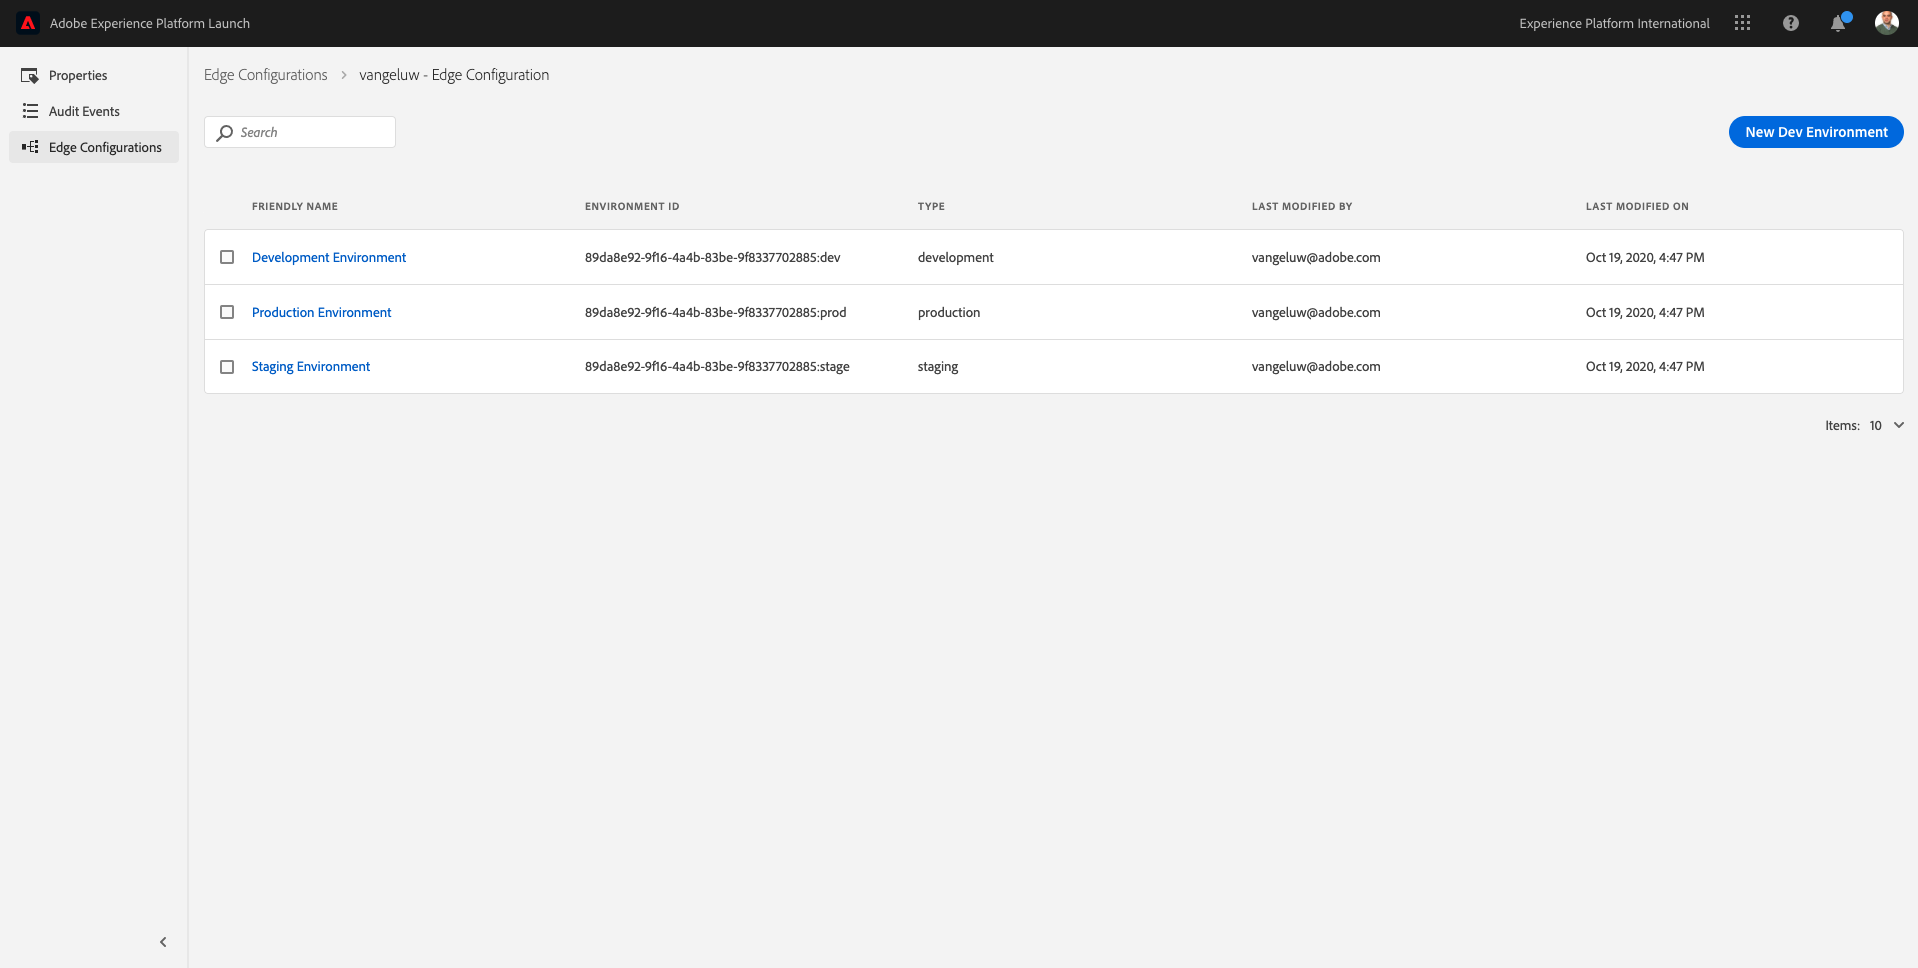 Adobe Experience Platform Launch
Experience Platform International
Properties
Audit Events
Edge Configurations
Edge Configurations > vangeluw - Edge Configuration
Search
New Dev Environment
FRIENDLY NAME ENVIRONMENT ID TYPE LAST MODIFIED BY LAST MODIFIED ON
Development Environment 89da8e92-9f16-4a4b-83be-9f8337702885:dev development vangeluw@adobe.com Oct 19, 2020, 4:47 PM
Production Environment 89da8e92-9f16-4a4b-83be-9f8337702885:prod production vangeluw@adobe.com Oct 19, 2020, 4:47 PM
Staging Environment 89da8e92-9f16-4a4b-83be-9f8337702885:stage staging vangeluw@adobe.com Oct 19, 2020, 4:47 PM
Items: 10